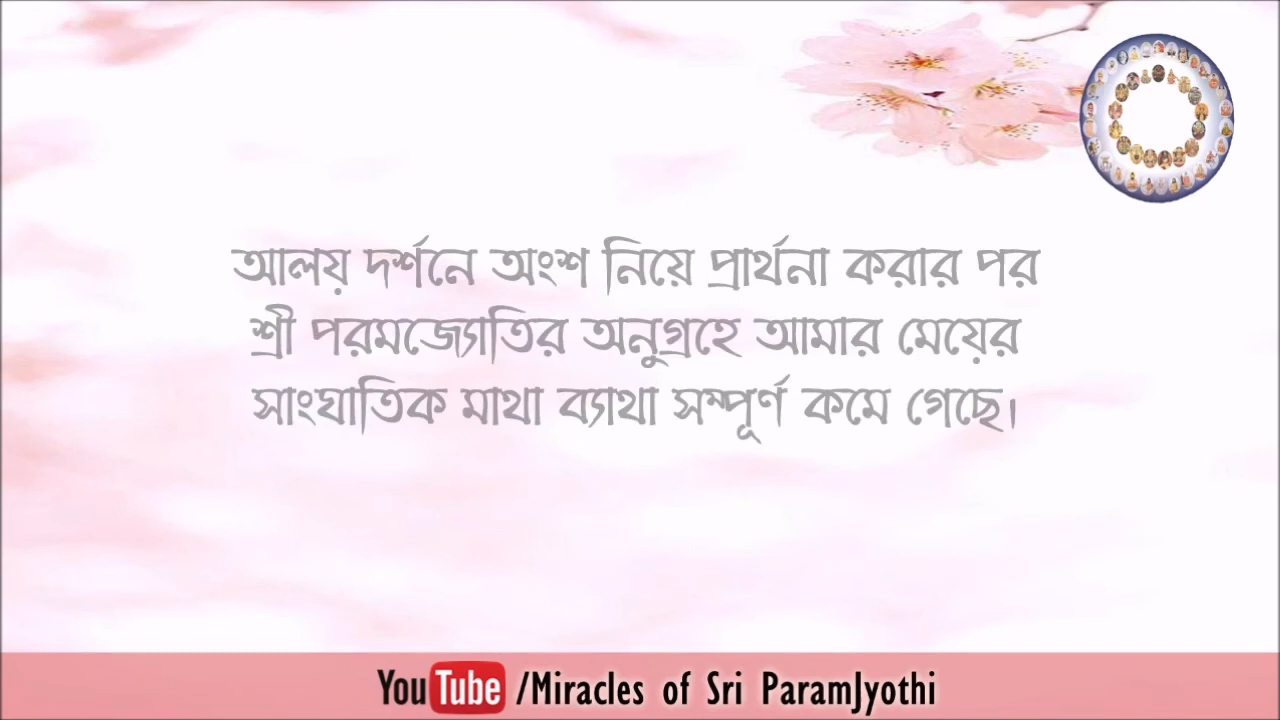 আলয় দর্শনে অংশ নিয়ে প্রার্থনা করার পর
শ্রী পরমজ্যোতির অনুগ্রহে আমার মেয়ের
সাংঘাতিক মাথা ব্যাথা সম্পূর্ণ কমে গেছে।
YouTube /Miracles of Sri ParamJyothi